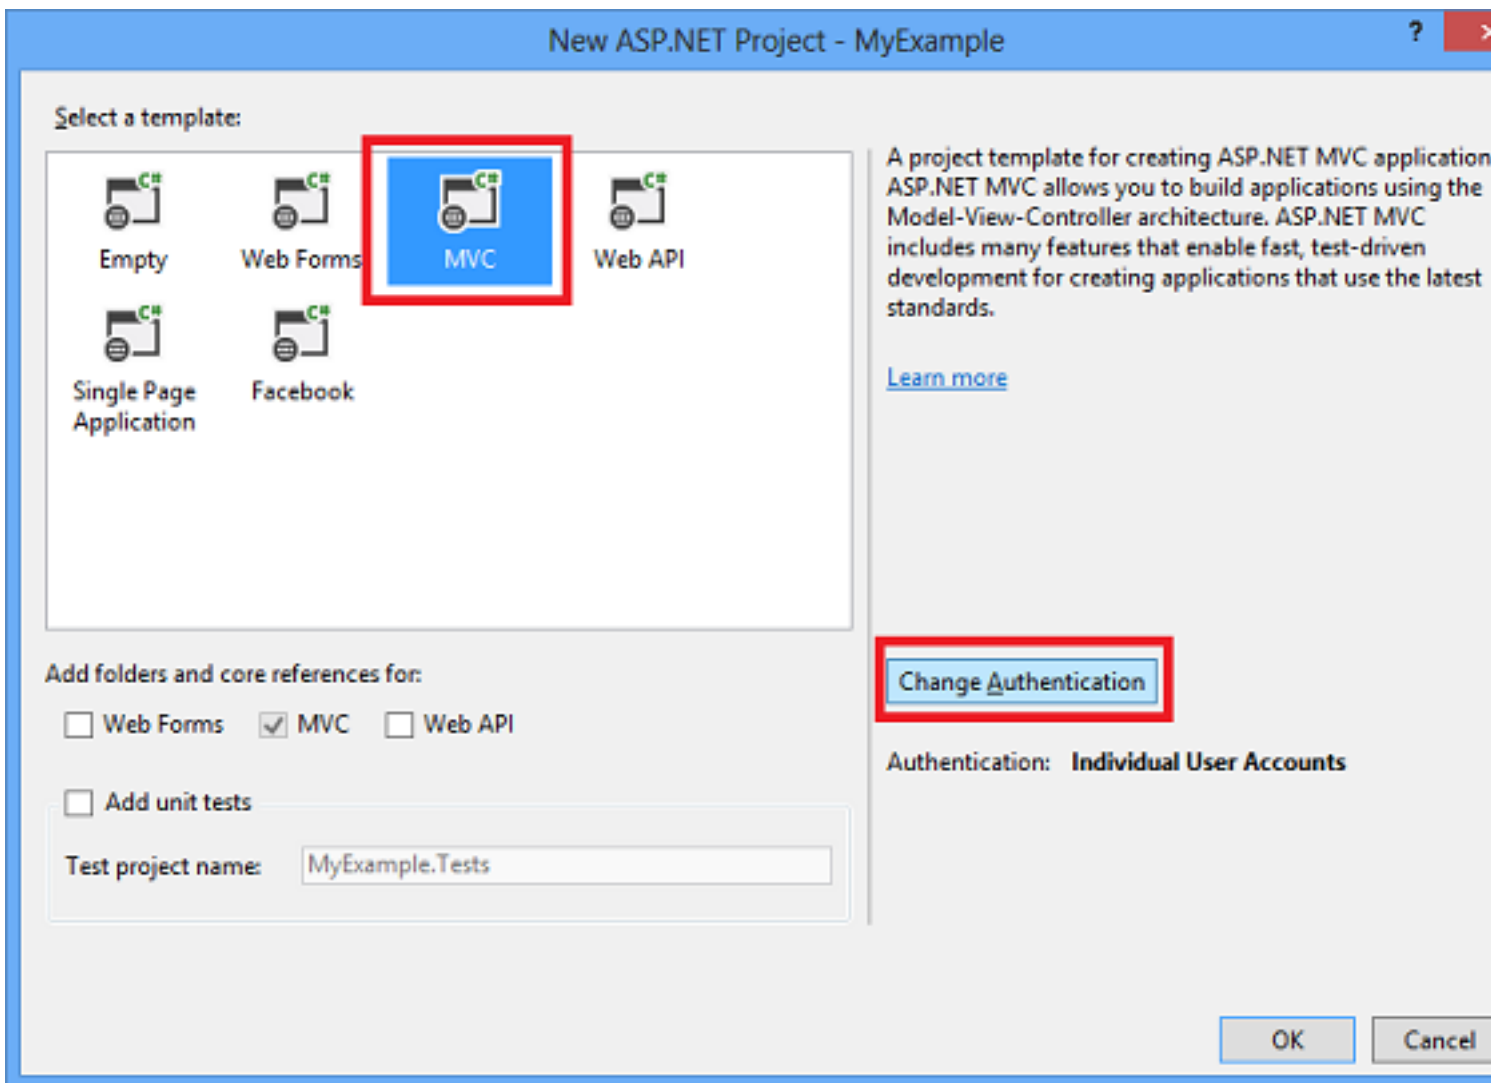 New ASP.NET Project - MyExample
?
Select a template:
C# C# C# C#
Empty Web Forms MVC Web API
C# C#
Single Page Application
Facebook
A project template for creating ASP.NET MVC application
ASP.NET MVC allows you to build applications using the
Model-View-Controller architecture. ASP.NET MVC
includes many features that enable fast, test-driven
development for creating applications that use the latest
standards.
Learn more
Add folders and core references for:
Web Forms MVC Web API
Add unit tests
Test project name: MyExample.Tests
Change Authentication
Authentication: Individual User Accounts
OK Cancel